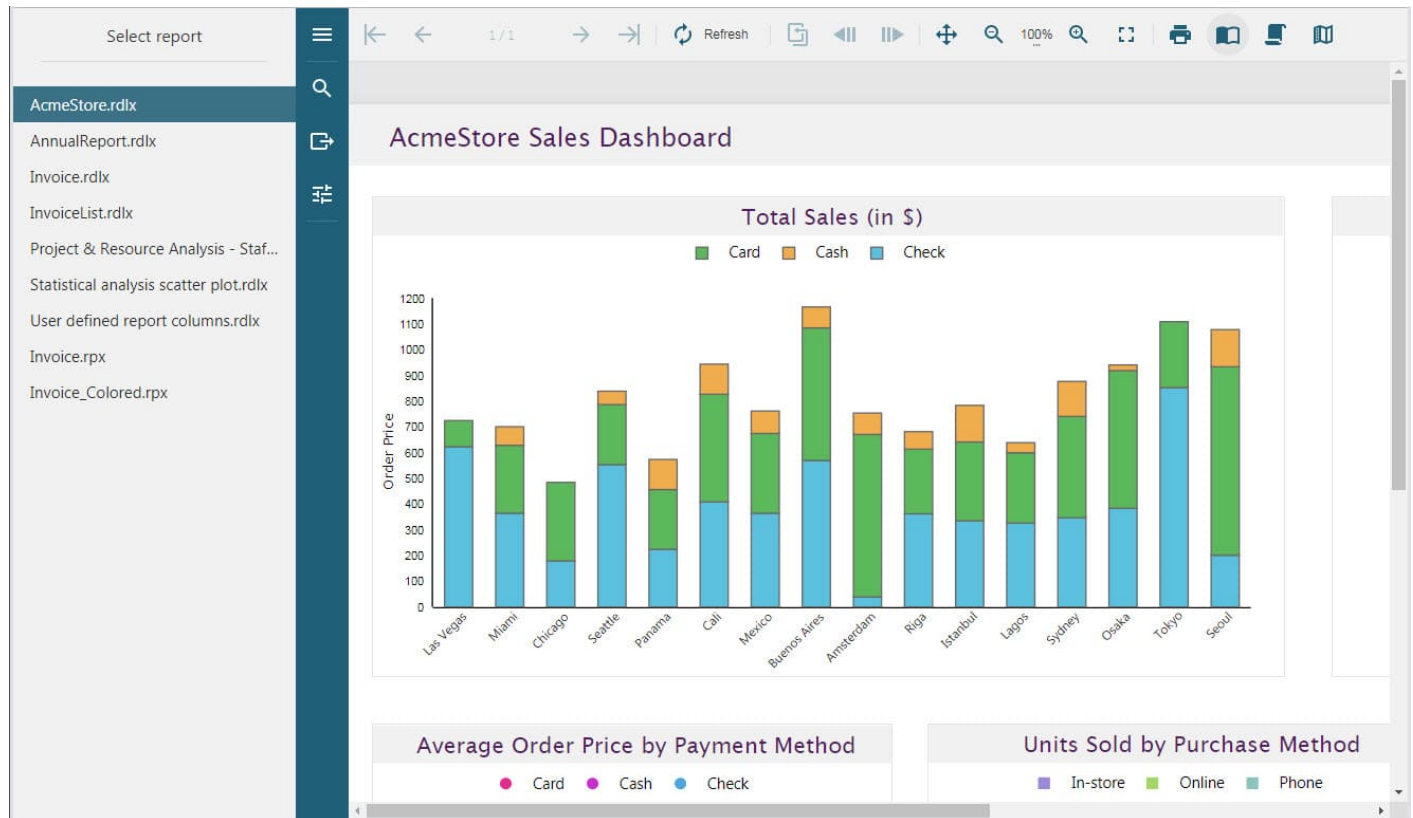 Select report
AcmeStore.rdlx
AnnualReport.rdlx
Invoice.rdlx
InvoiceList.rdlx
Project & Resource Analysis - Staf...
Statistical analysis scatter plot.rdlx
User defined report columns.rdlx
Invoice.rpx
Invoice_Colored.rpx
1/1 Refresh 100%
AcmeStore Sales Dashboard
Total Sales (in $)
Card Cash Check
Order Price
1200
1100
1000
900
800
700
600
500
400
300
200
100
0
Las Vegas Miami Chicago Seattle Panama Cali Mexico Buenos Aires Amsterdam Riga Istanbul Lagos Sydney Osaka Tokyo Seoul
Average Order Price by Payment Method
Card Cash Check
Units Sold by Purchase Method
In-store Online Phone